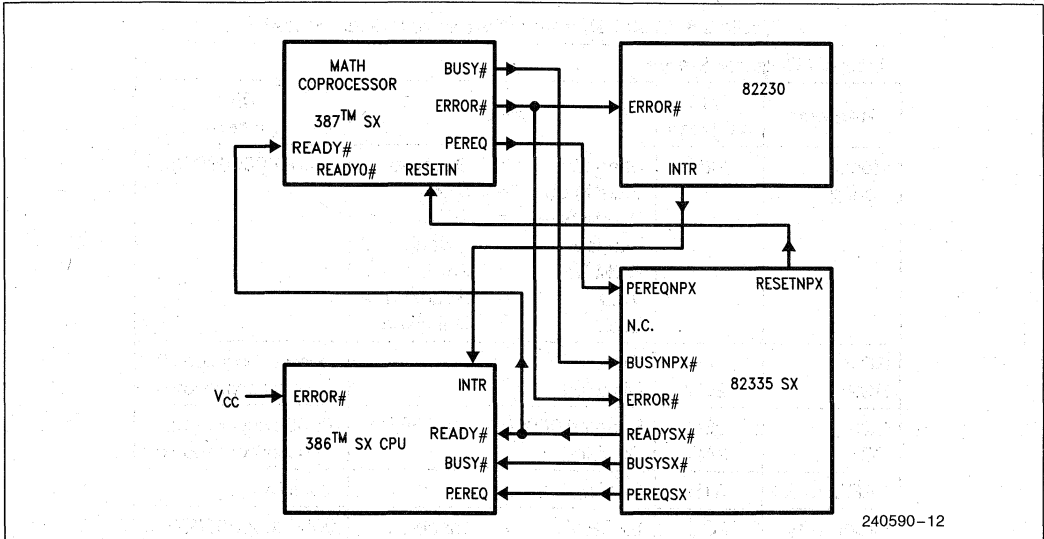 MATH
COPROCESSOR
387™ SX
BUSY#
ERROR#
PEREQ
READY#
READYO#
RESETIN
82230
ERROR#
INTR
RESETNPX
PEREQNPX
N.C.
BUSYNPX#
82335 SX
ERROR#
READYSX#
BUSYSX#
PEREQSX
INTR
VCC
ERROR#
386™ SX CPU
READY#
BUSY#
PEREQ
240590-12